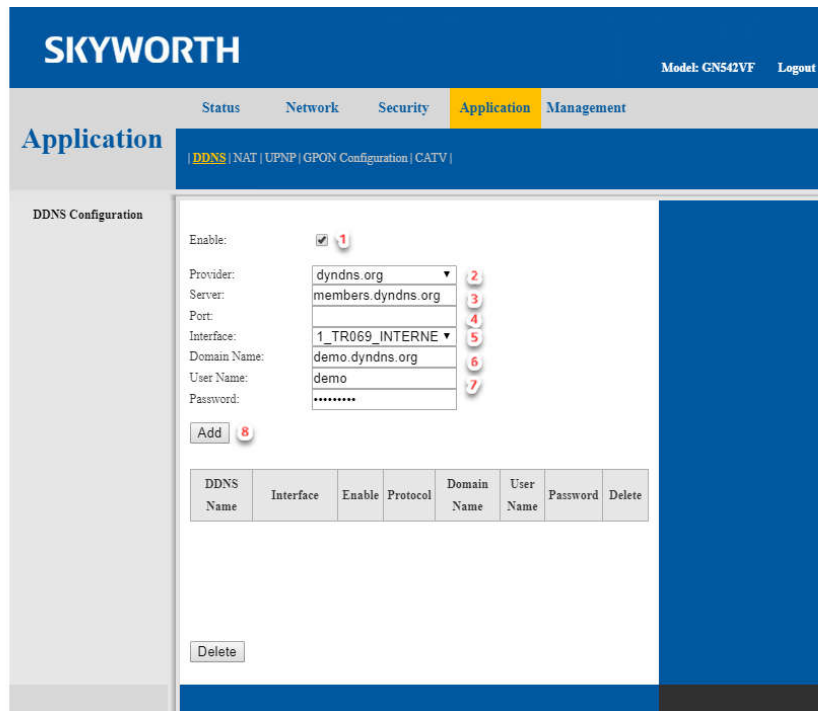 SKYWORTH
Model: GN542VF Logout
Status Network Security Application Management
Application
| DDNS | NAT | UPNP | GPON Configuration | CATV |
DDNS Configuration
Enable: 1
Provider: dyndns.org 2
Server: members.dyndns.org 3
Port: 4
Interface: 1_TR069_INTERNE 5
Domain Name: demo.dyndns.org 6
User Name: demo 7
Password: •••••••••
Add 8
DDNS Name Interface Enable Protocol Domain Name User Name Password Delete
Delete